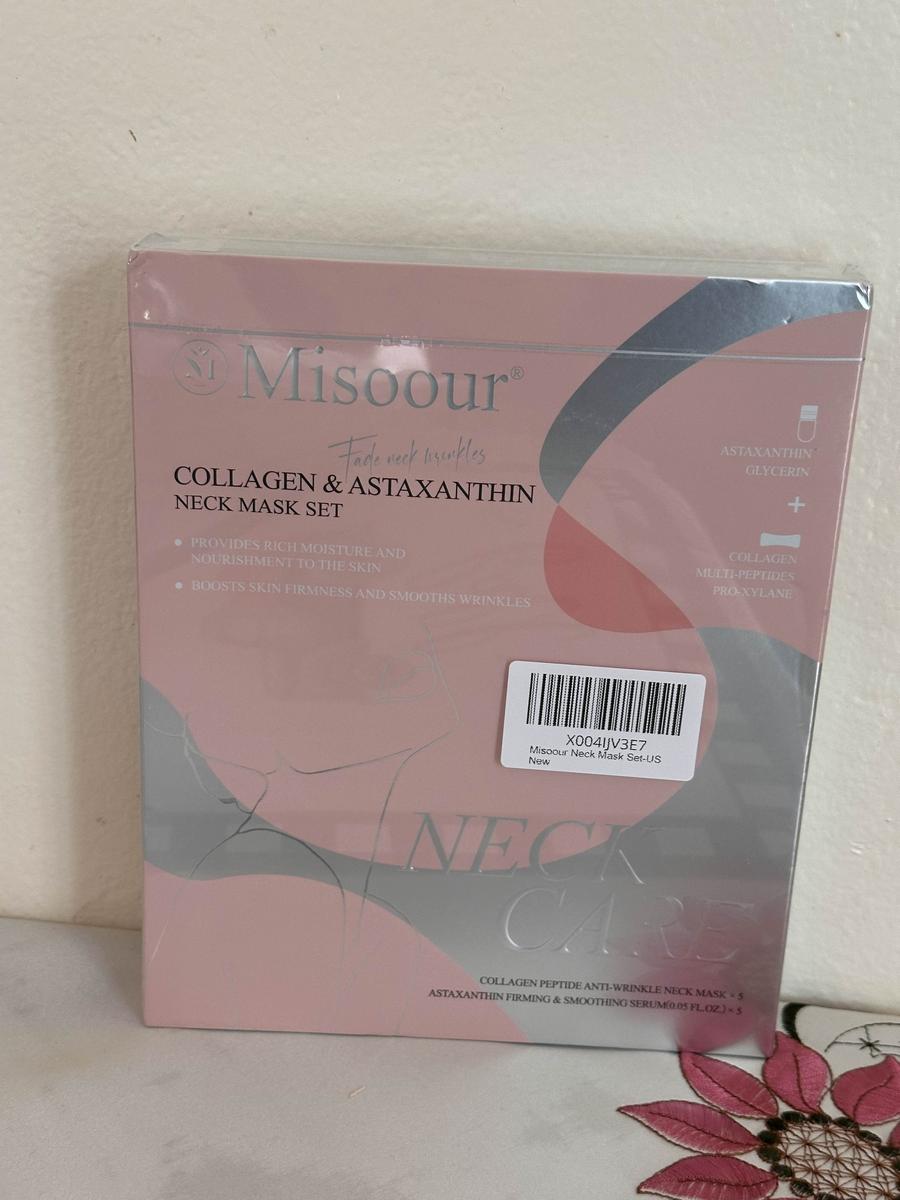 M Misoour®
Fade neck wrinkles
COLLAGEN & ASTAXANTHIN
NECK MASK SET
• PROVIDES RICH MOISTURE AND
NOURISHMENT TO THE SKIN
• BOOSTS SKIN FIRMNESS AND SMOOTHS WRINKLES
ASTAXANTHIN
GLYCERIN
+
COLLAGEN
MULTI-PEPTIDES
PRO-XYLANE
X004IJV3E7
Misoour Neck Mask Set-US
New
NECK
CARE
COLLAGEN PEPTIDE ANTI-WRINKLE NECK MASK × 5
ASTAXANTHIN FIRMING & SMOOTHING SERUM(0.05 FL.OZ.) × 5